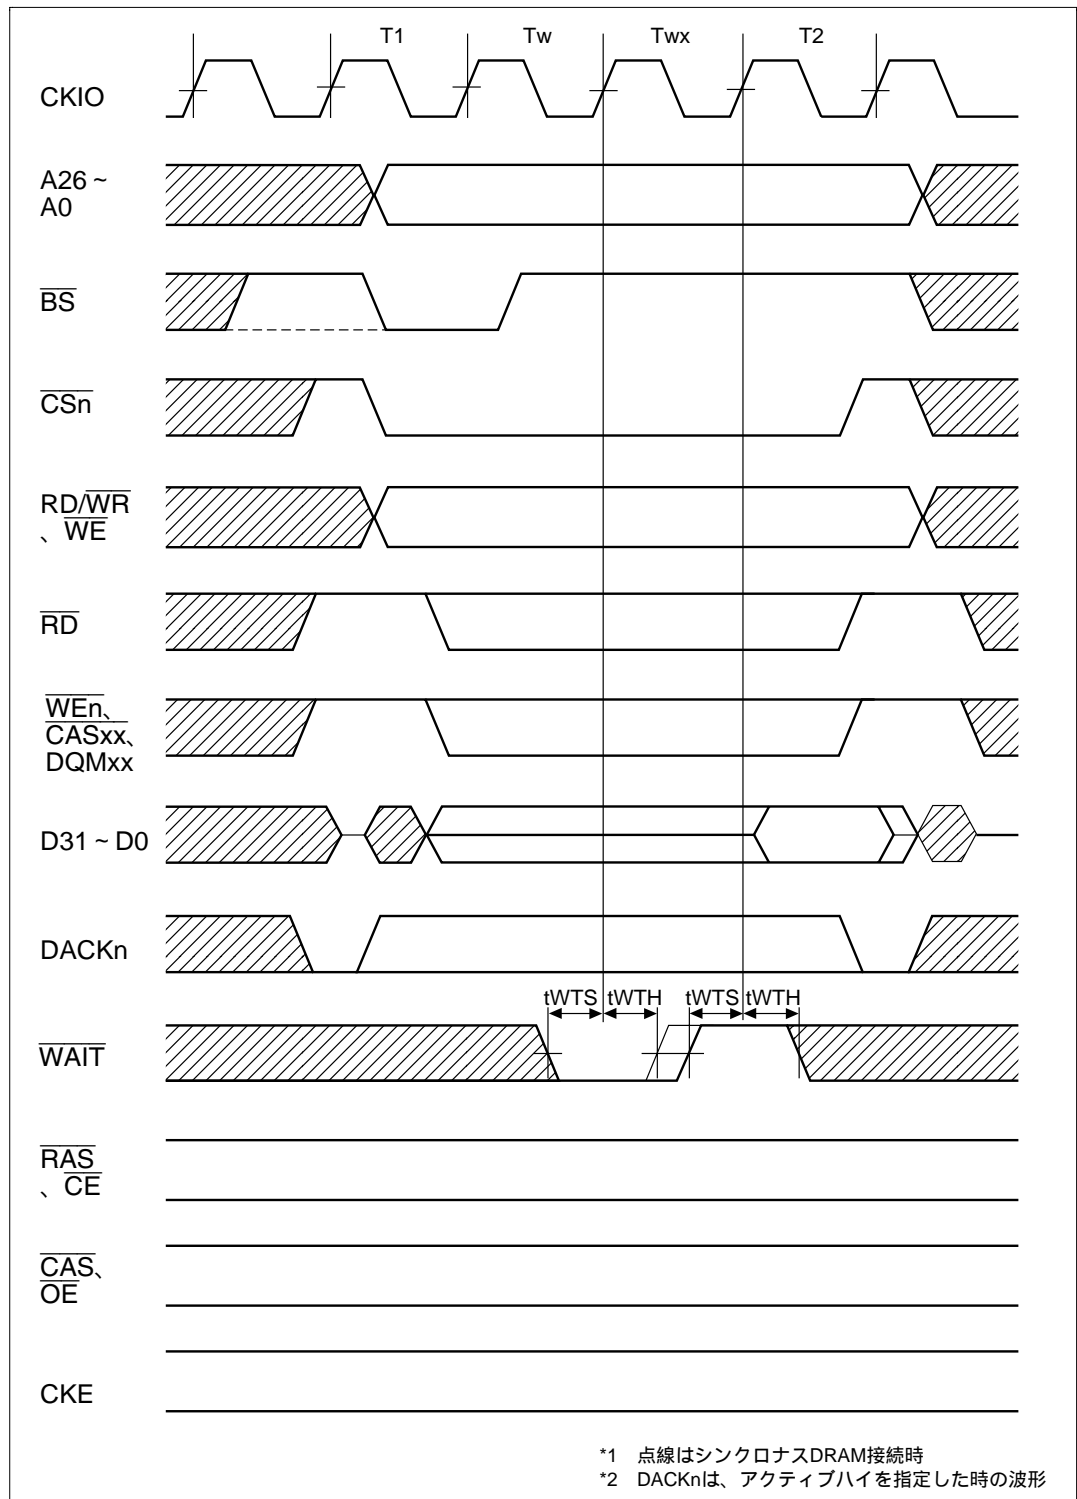 T1 Tw Twx T2
CKIO
A26 ~
A0
BS
CSn
RD/WR
、WE
RD
WEn、
CASxx、
DQMxx
D31 ~ D0
DACKn
tWTS tWTH tWTS tWTH
WAIT
RAS
、CE
CAS、
OE
CKE
*1 点線はシンクロナスDRAM接続時
*2 DACKnは、アクティブハイを指定した時の波形